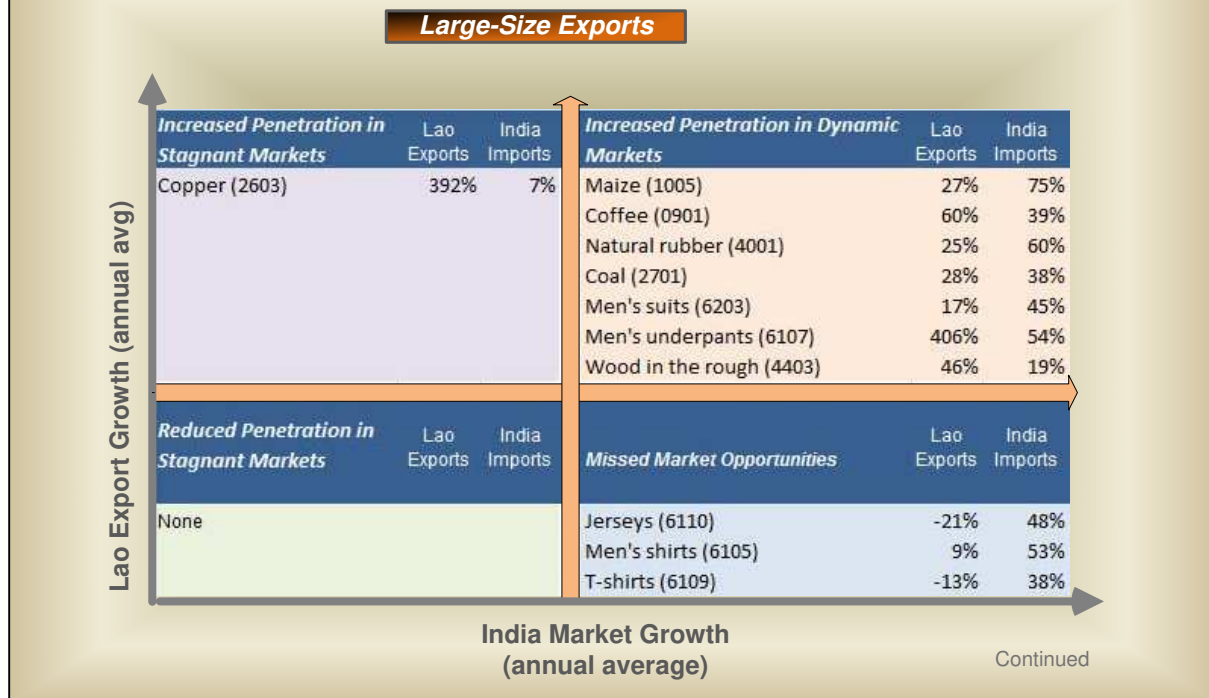 Large-Size Exports
Lao Export Growth (annual avg)
Increased Penetration in Stagnant Markets Lao Exports India Imports
Copper (2603) 392% 7%
Increased Penetration in Dynamic Markets Lao Exports India Imports
Maize (1005) 27% 75%
Coffee (0901) 60% 39%
Natural rubber (4001) 25% 60%
Coal (2701) 28% 38%
Men's suits (6203) 17% 45%
Men's underpants (6107) 406% 54%
Wood in the rough (4403) 46% 19%
Reduced Penetration in Stagnant Markets Lao Exports India Imports
None
Missed Market Opportunities Lao Exports India Imports
Jerseys (6110) -21% 48%
Men's shirts (6105) 9% 53%
T-shirts (6109) -13% 38%
India Market Growth
(annual average)
Continued